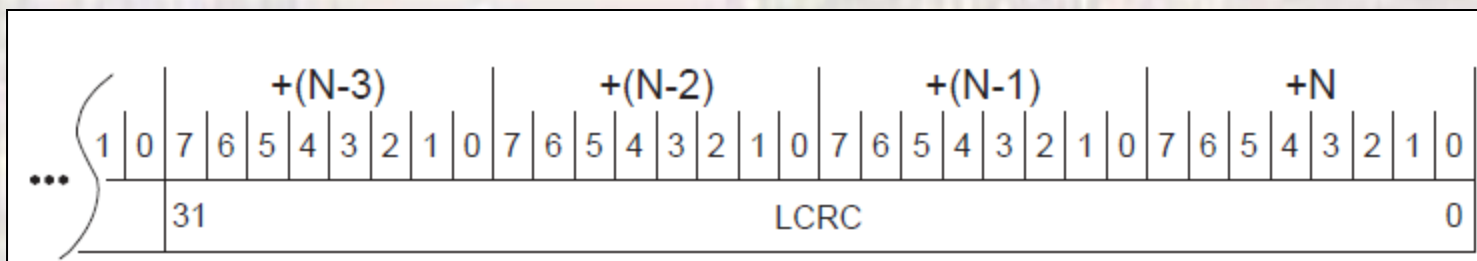 +(N-3) +(N-2) +(N-1) +N
1 0 7 6 5 4 3 2 1 0 7 6 5 4 3 2 1 0 7 6 5 4 3 2 1 0 7 6 5 4 3 2 1 0
•••
31 LCRC 0